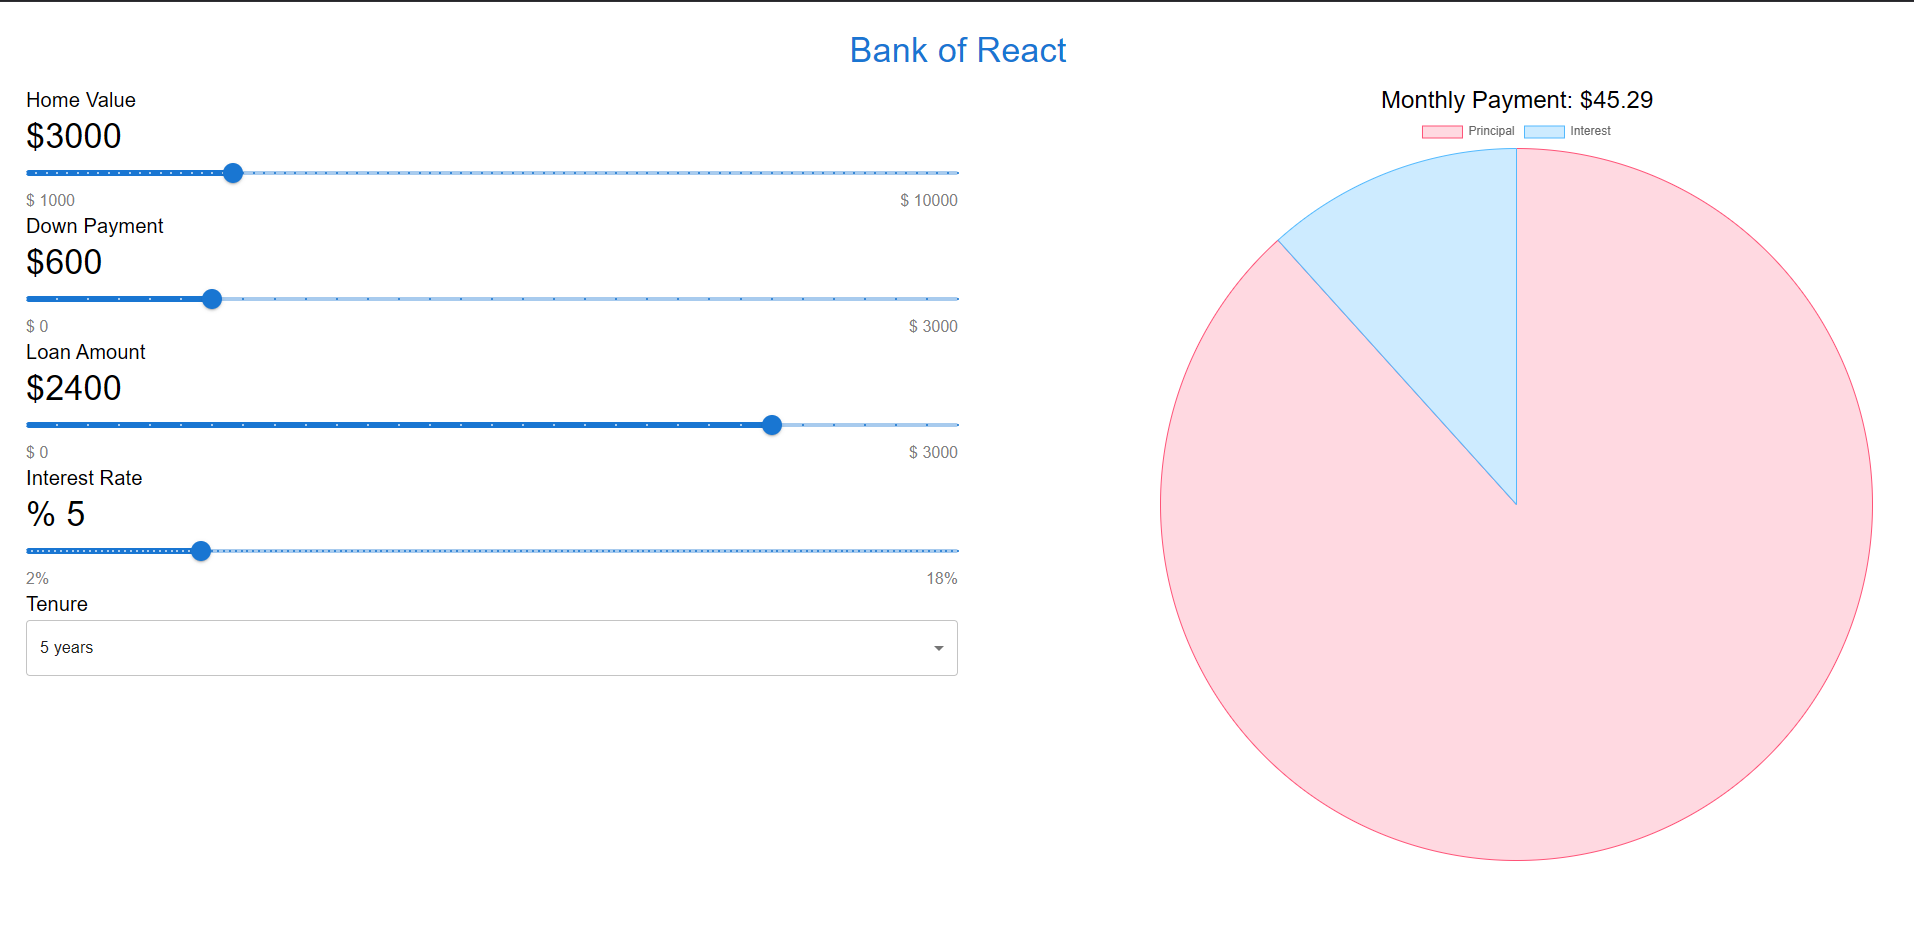 Bank of React
Home Value
$3000
$ 1000 $ 10000
Down Payment
$600
$ 0 $ 3000
Loan Amount
$2400
$ 0 $ 3000
Interest Rate
% 5
2% 18%
Tenure
5 years
Monthly Payment: $45.29
Principal Interest